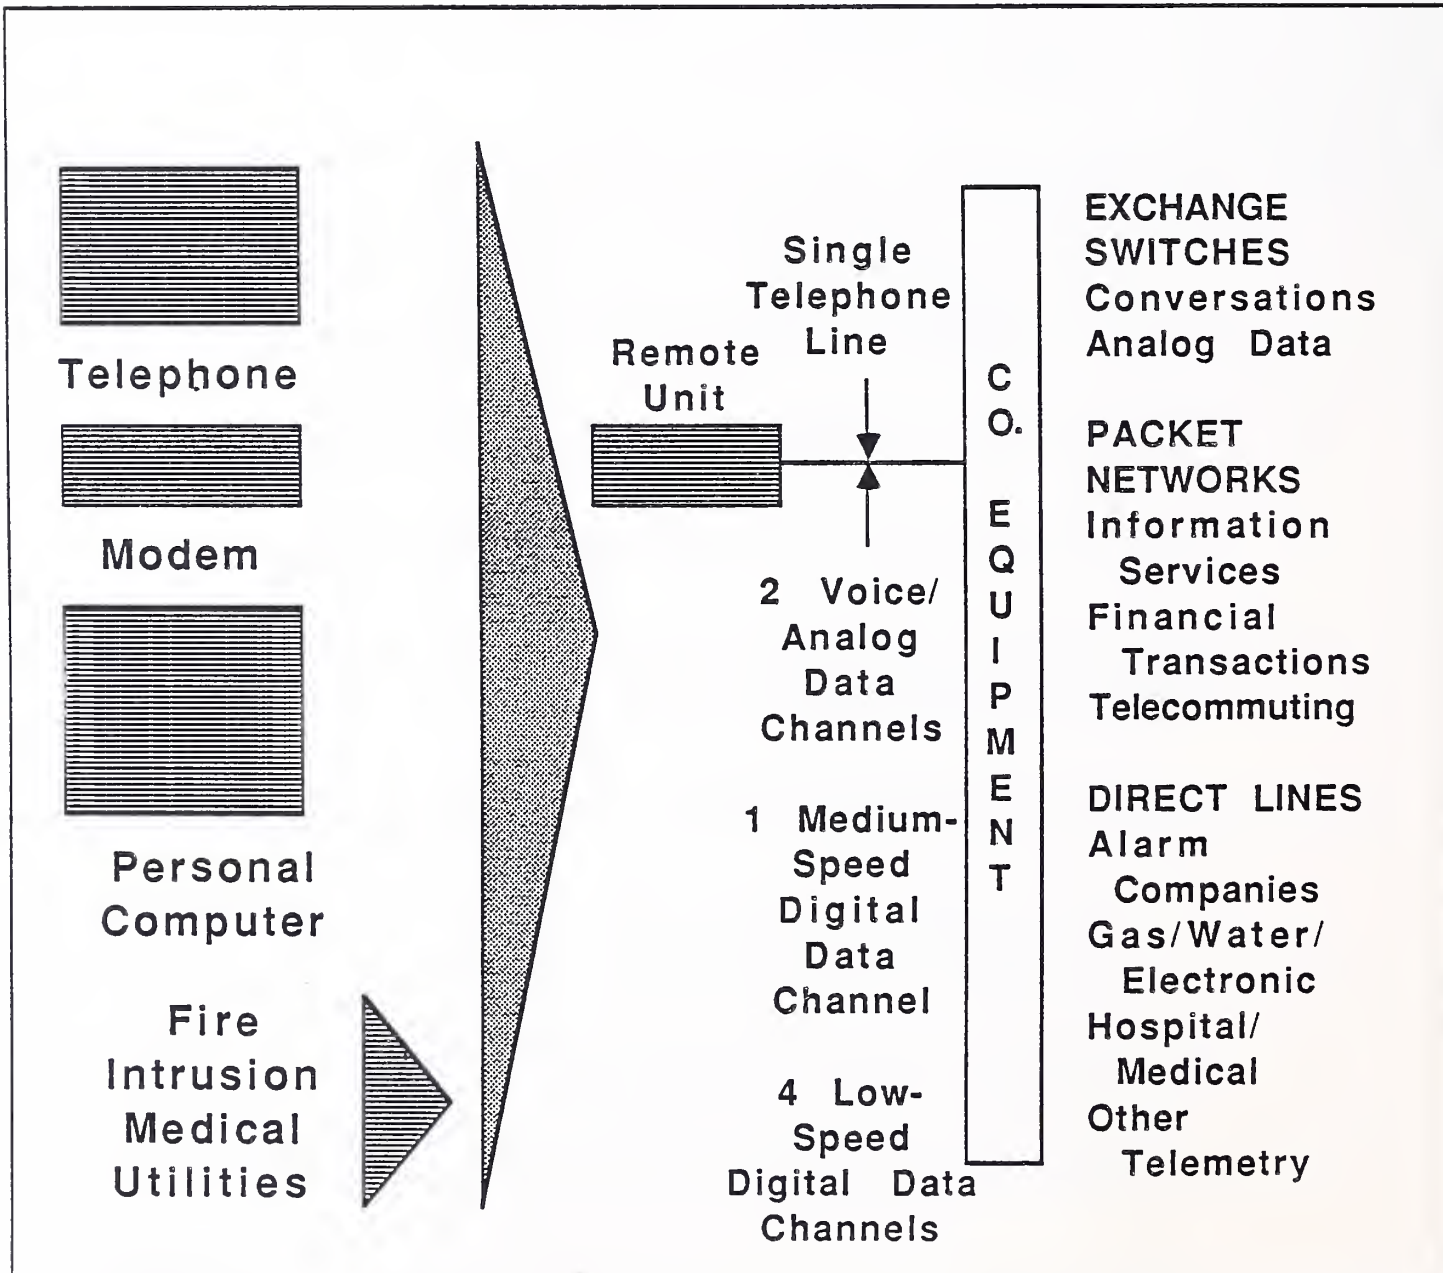 Telephone
Modem
Personal
Computer
Fire
Intrusion
Medical
Utilities
Remote
Unit
Single
Telephone
Line
2 Voice/
Analog
Data
Channels
1 Medium-
Speed
Digital
Data
Channel
4 Low-
Speed
Digital Data
Channels
CO. EQUIPMENT
EXCHANGE
SWITCHES
Conversations
Analog Data
PACKET
NETWORKS
Information
Services
Financial
Transactions
Telecommuting
DIRECT LINES
Alarm
Companies
Gas/Water/
Electronic
Hospital/
Medical
Other
Telemetry